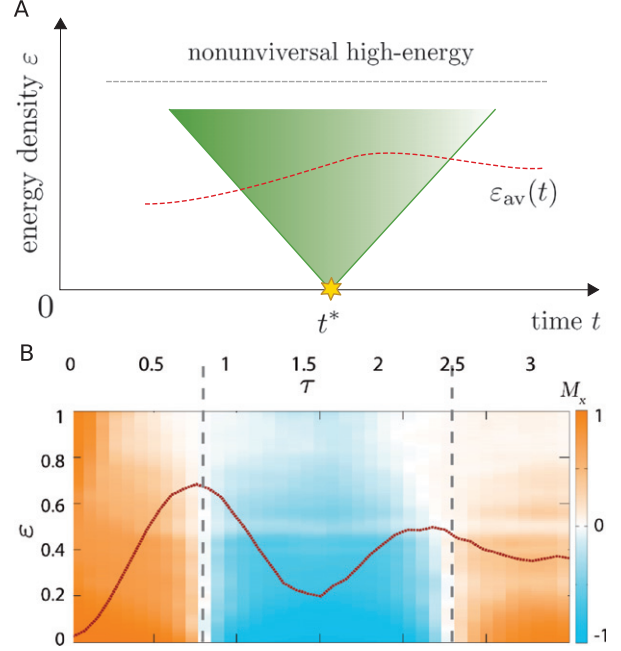 A
nonunviversal high-energy
energy density ε
ε_av(t)
0
t*
time t
B
0 0.5 1 1.5 2 2.5 3
τ
M_x
1
0.8
0.6
0.4
0.2
0
ε
1
0
-1